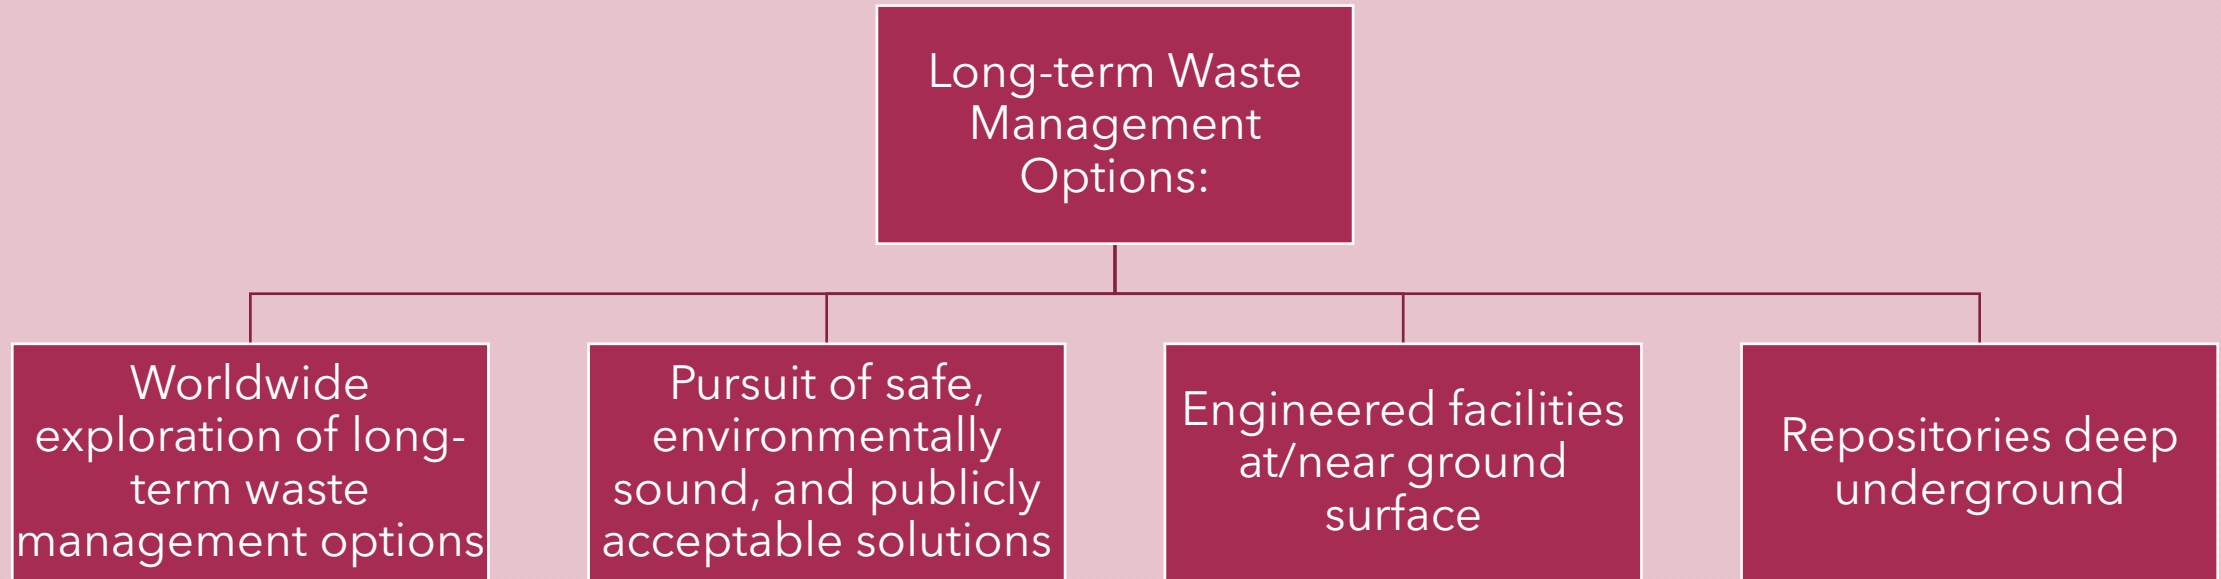 Long-term Waste
Management
Options:
Worldwide
exploration of long-
term waste
management options
Pursuit of safe,
environmentally
sound, and publicly
acceptable solutions
Engineered facilities
at/near ground
surface
Repositories deep
underground